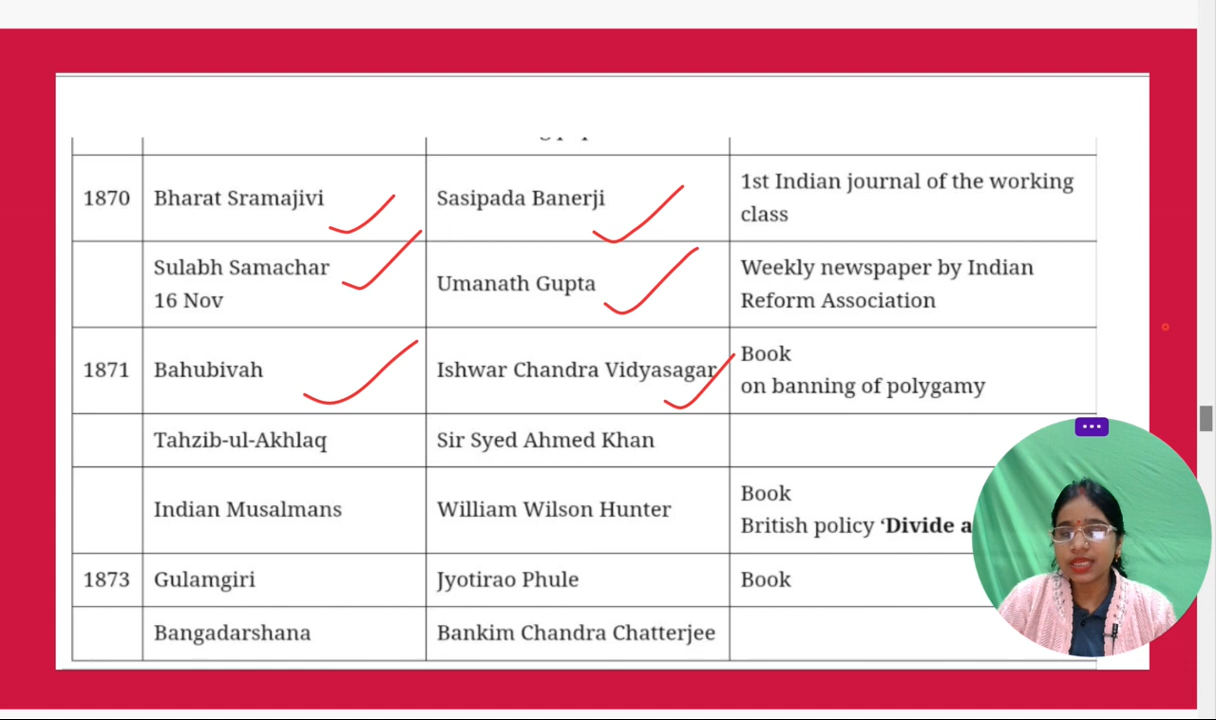 1870 Bharat Sramajivi Sasipada Banerji 1st Indian journal of the working
class
Sulabh Samachar
16 Nov
Umanath Gupta
Weekly newspaper by Indian
Reform Association
1871 Bahubivah Ishwar Chandra Vidyasagar
Book
on banning of polygamy
Tahzib-ul-Akhlaq Sir Syed Ahmed Khan
Indian Musalmans William Wilson Hunter
Book
British policy ‘Divide
1873 Gulamgiri Jyotirao Phule Book
Bangadarshana Bankim Chandra Chatterjee